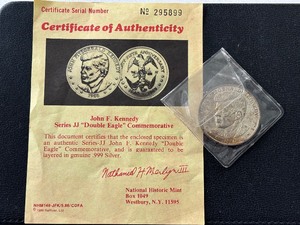 Certificate Serial Number
No 295899
Certificate of Authenticity
John F. Kennedy
Series JJ "Double Eagle" Commemorative
This document certifies that the enclosed specimen is
an authentic Series JJ John F. Kennedy "Double
Eagle" Commemorative, and is guaranteed to be
layered in genuine .999 Silver.
National Historic Mint
Box 1849
Westbury, N.Y. 11595